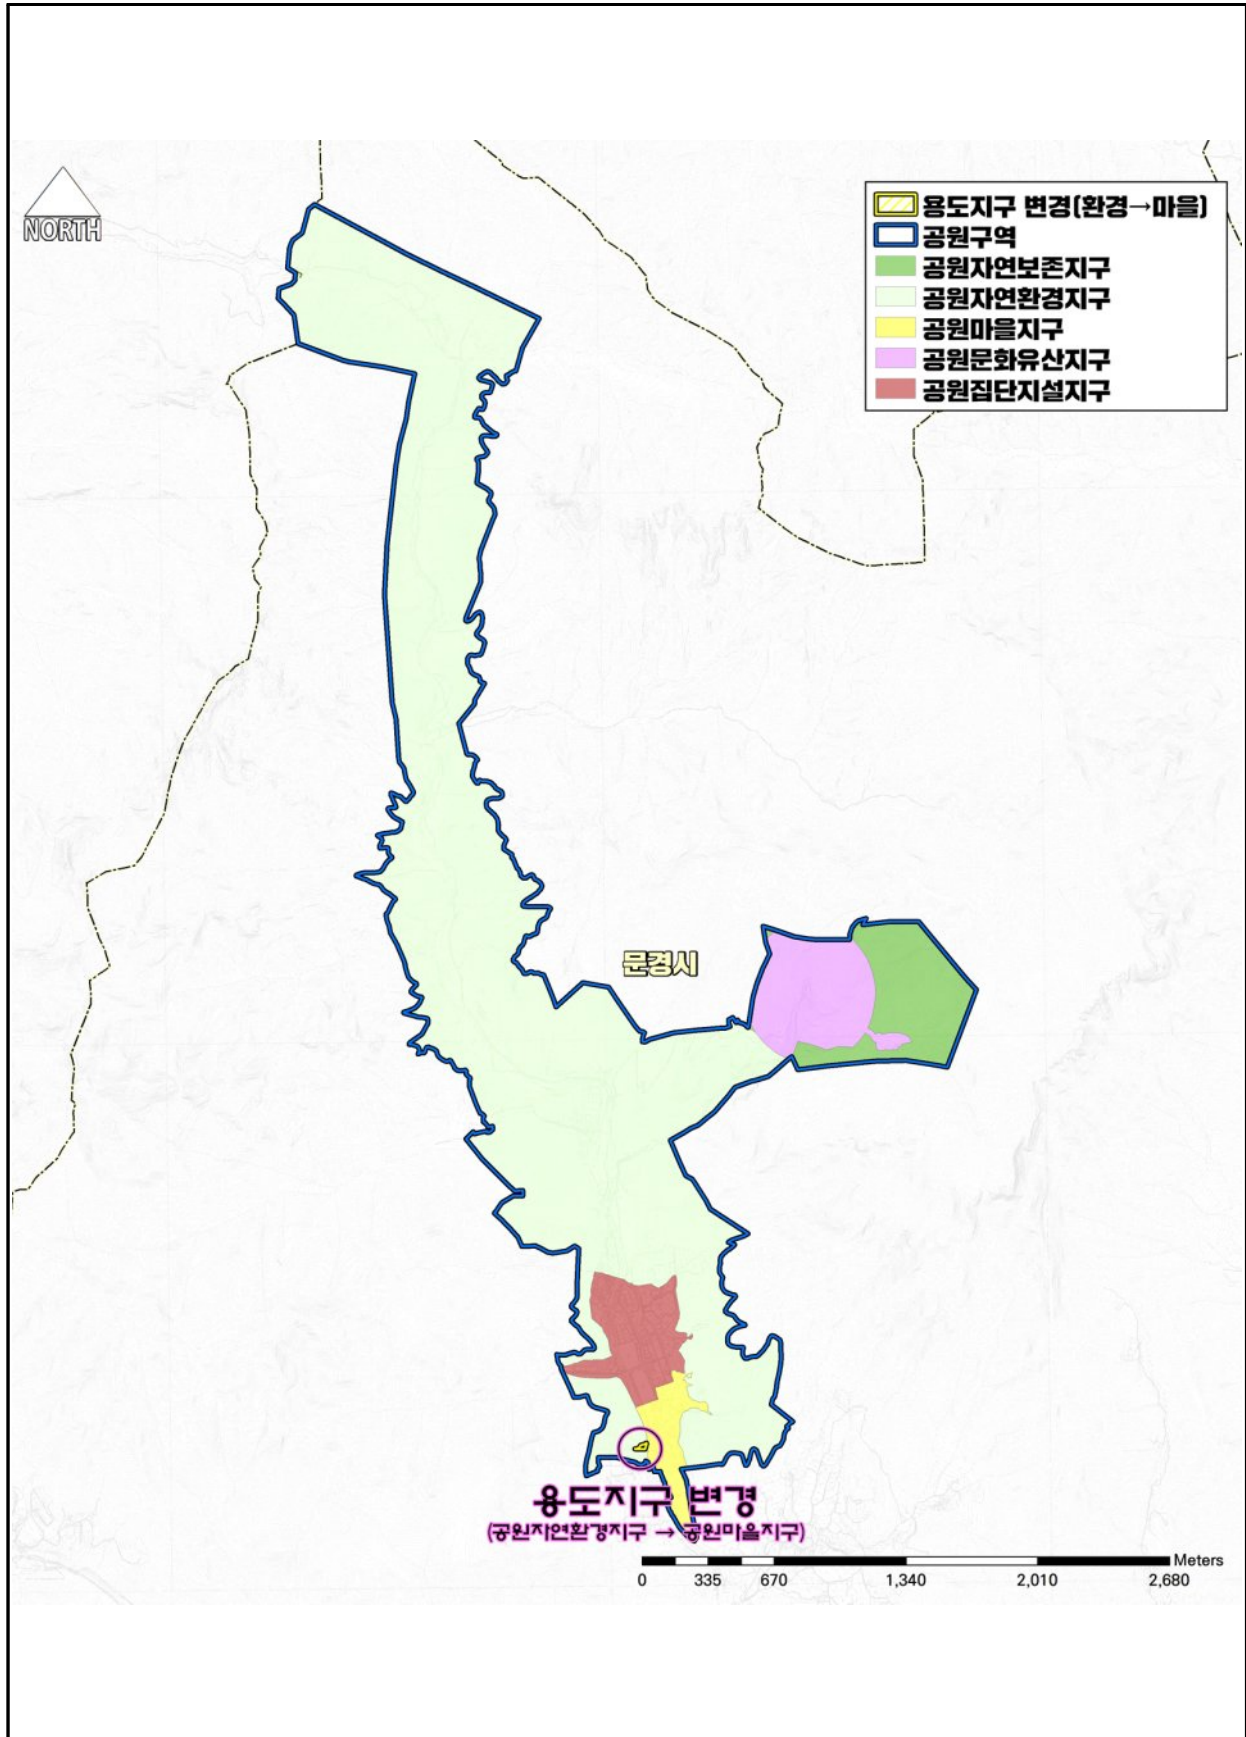 NORTH
용도지구 변경(환경→마을)
공원구역
공원자연보존지구
공원자연환경지구
공원마을지구
공원문화유산지구
공원집단지설지구
문경시
용도지구 변경
(공원자연환경지구 → 공원마을지구)
Meters
0 335 670 1,340 2,010 2,680